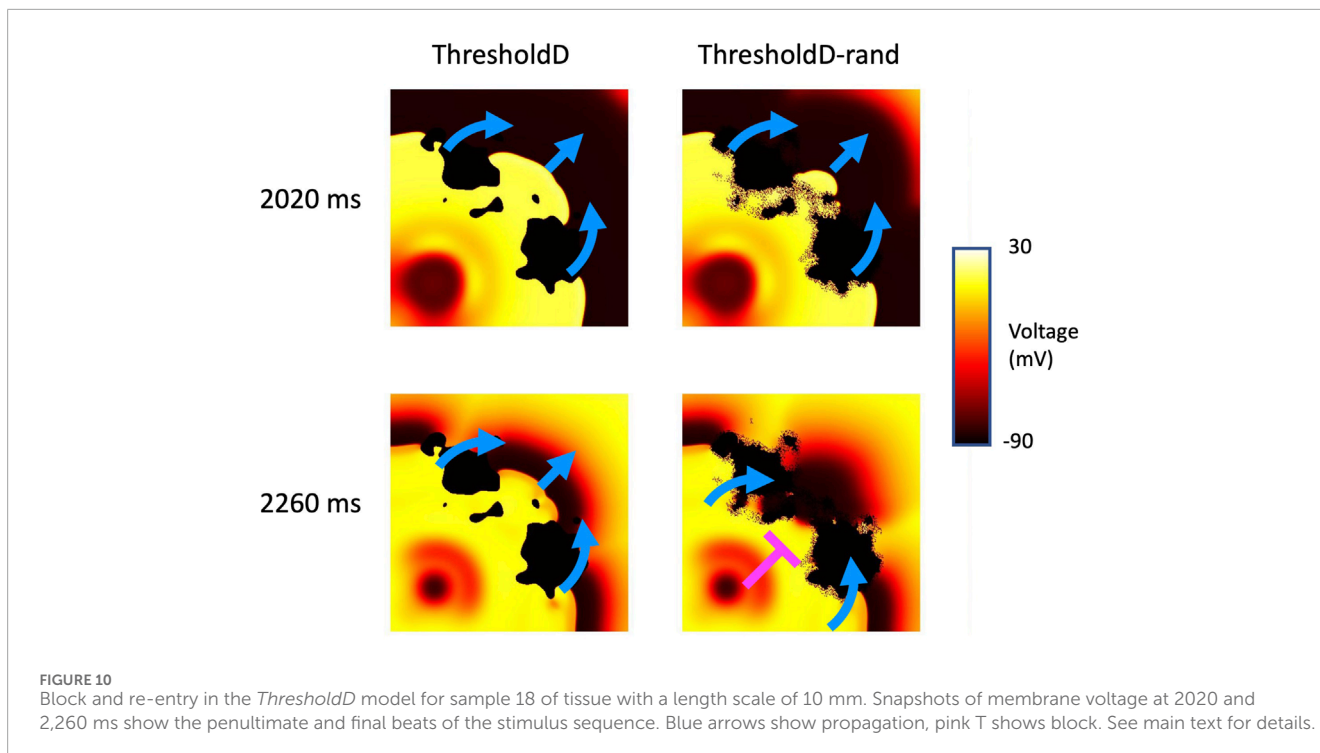 ThresholdD
ThresholdD-rand
2020 ms
30
Voltage
(mV)
-90
2260 ms
FIGURE 10
Block and re-entry in the ThresholdD model for sample 18 of tissue with a length scale of 10 mm. Snapshots of membrane voltage at 2020 and
2,260 ms show the penultimate and final beats of the stimulus sequence. Blue arrows show propagation, pink T shows block. See main text for details.